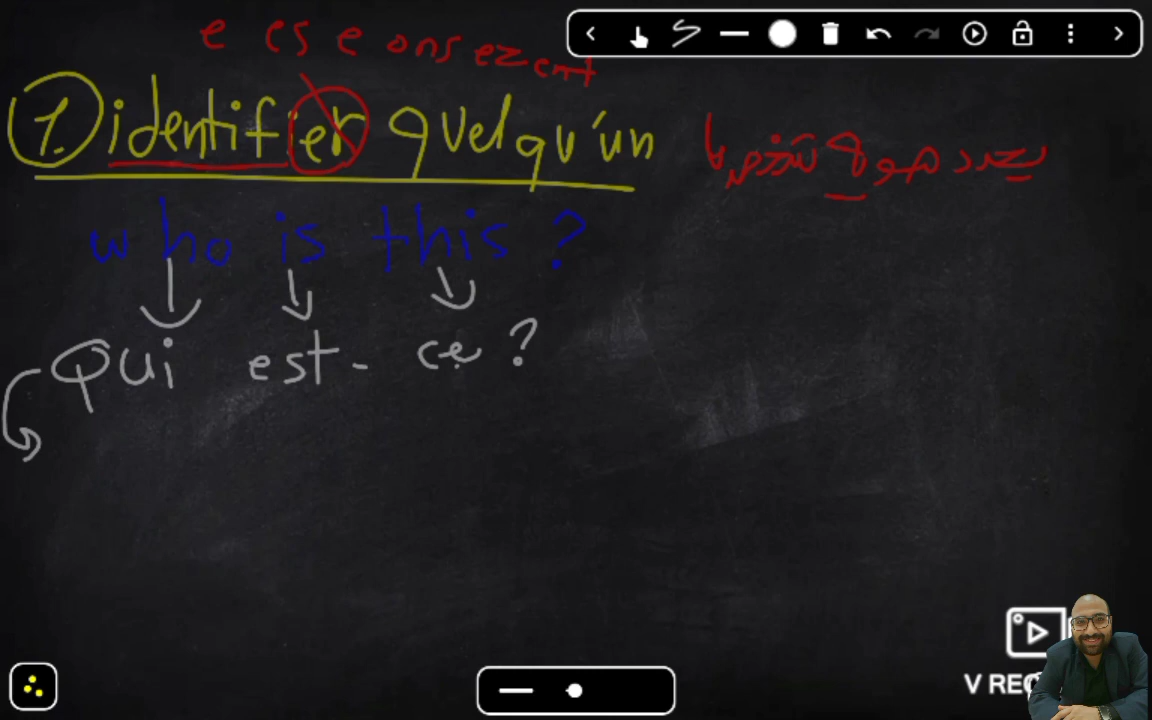 e es e ons ez ent
1. identifier quelqu'un يحدد هوية شخص ما
who is this ?
Qui est - ce ?
V REC